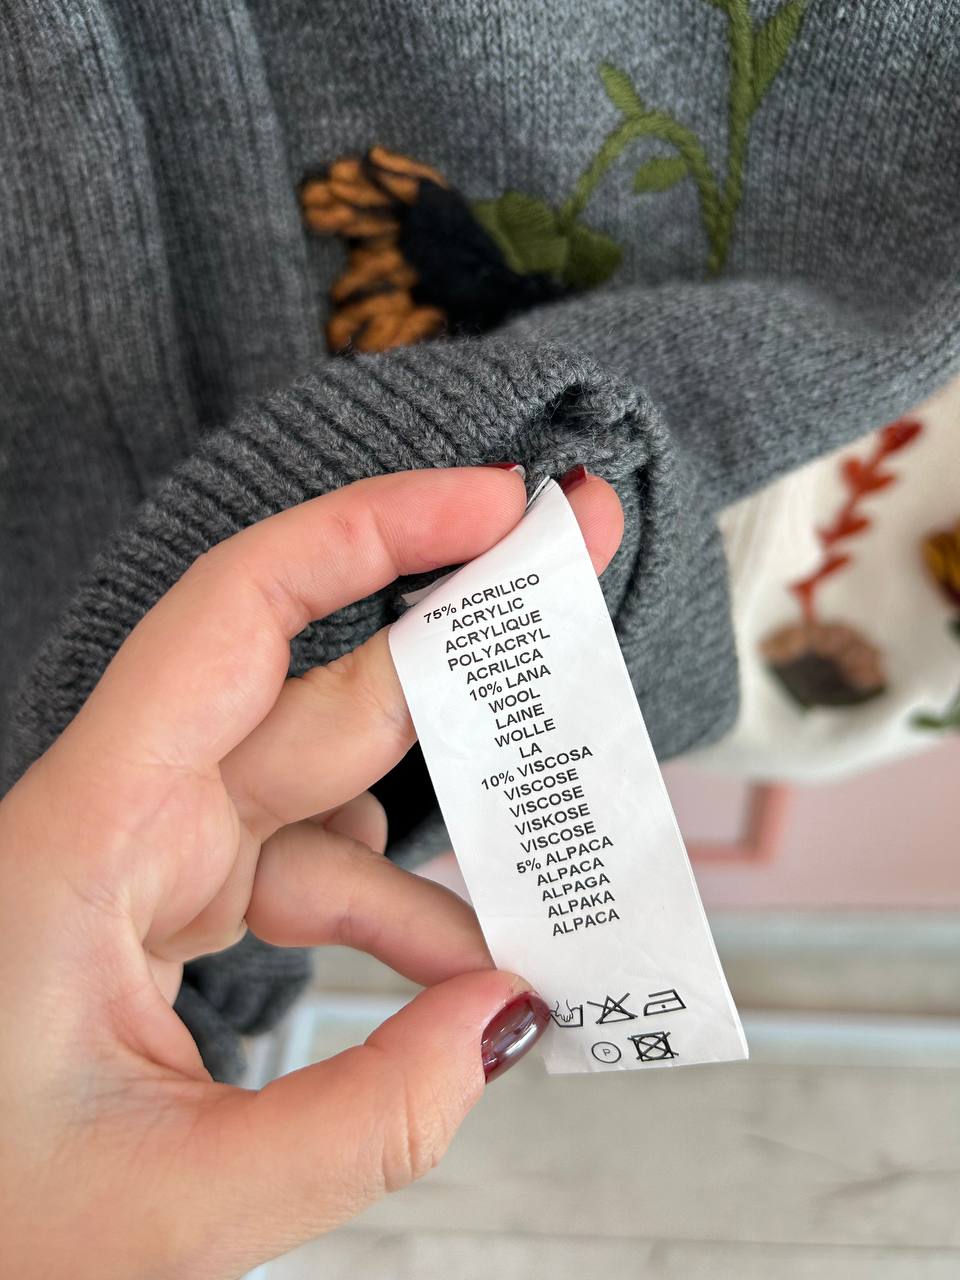 75% ACRILICO
ACRYLIC
ACRYLIQUE
POLYACRYL
ACRILICA
10% LANA
WOOL
LAINE
WOLLE
LA
10% VISCOSA
VISCOSE
VISCOSE
VISKOSE
VISCOSE
5% ALPACA
ALPACA
ALPAGA
ALPAKA
ALPACA
P